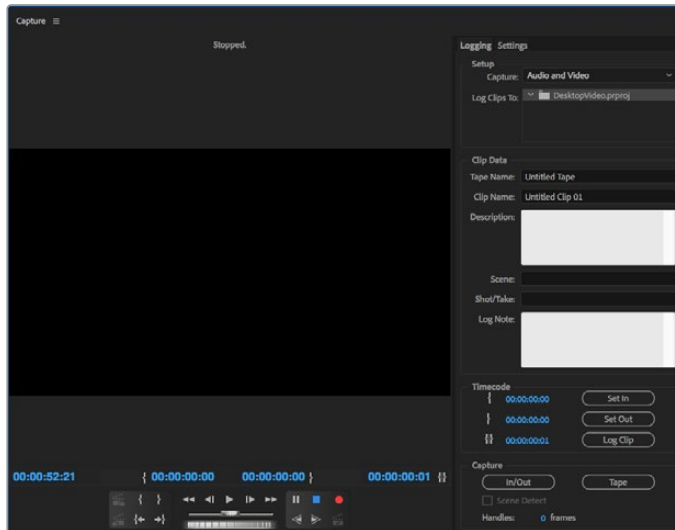 Capture
Stopped.
Logging Settings
Setup
Capture: Audio and Video
Log Clips To: DesktopVideo.prproj
Clip Data
Tape Name: Untitled Tape
Clip Name: Untitled Clip 01
Description:
Scene:
Shot/Take:
Log Note:
Timecode
{ 00:00:00:00 Set In
} 00:00:00:00 Set Out
{} 00:00:00:01 Log Clip
00:00:52:21 { 00:00:00:00 00:00:00:00 } 00:00:00:01 {}
Capture
In/Out Tape
Scene Detect
Handles: 0 frames